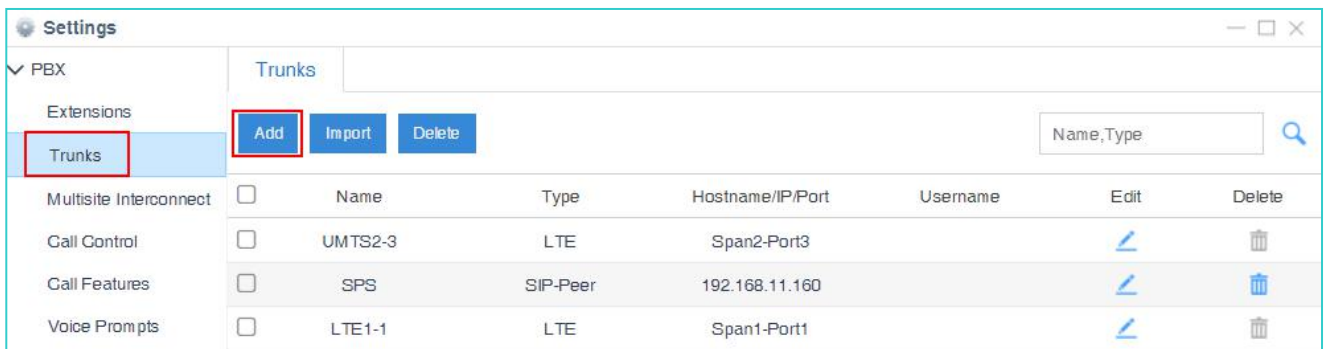 Settings
PBX
Trunks
Extensions
Add Import Delete
Name,Type
Trunks
Multisite Interconnect
Name Type Hostname/IP/Port Username Edit Delete
Call Control
UMTS2-3 LTE Span2-Port3
Call Features
SPS SIP-Peer 192.168.11.160
Voice Prompts
LTE1-1 LTE Span1-Port1